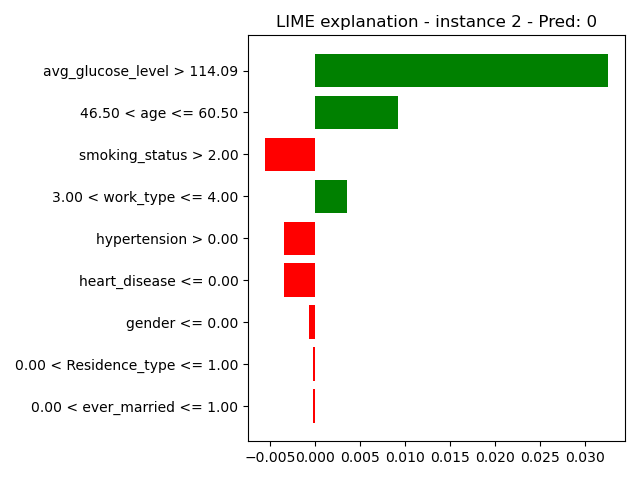 LIME explanation - instance 2 - Pred: 0
avg_glucose_level > 114.09
46.50 < age <= 60.50
smoking_status > 2.00
3.00 < work_type <= 4.00
hypertension > 0.00
heart_disease <= 0.00
gender <= 0.00
0.00 < Residence_type <= 1.00
0.00 < ever_married <= 1.00
−0.005 0.000 0.005 0.010 0.015 0.020 0.025 0.030